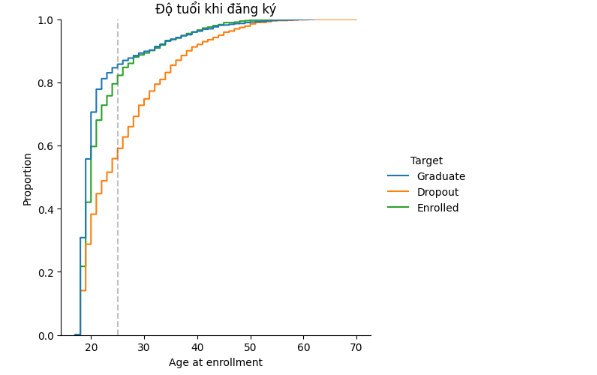 Độ tuổi khi đăng ký
1.0
0.8
0.6
0.4
0.2
0.0
Proportion
20 30 40 50 60 70
Age at enrollment
Target
Graduate
Dropout
Enrolled